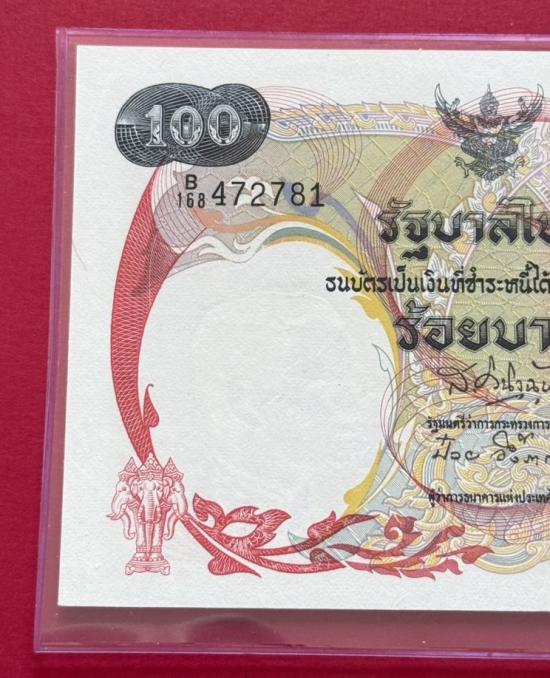 100
B
168 472781
รัฐบาลไ
ธนบัตรเป็นเงินที่ชำระหนี้ได้
ร้อยบา
รัฐมนตรีว่าการกระทรวงการ
ผู้ว่าการธนาคารแห่งประเทศ